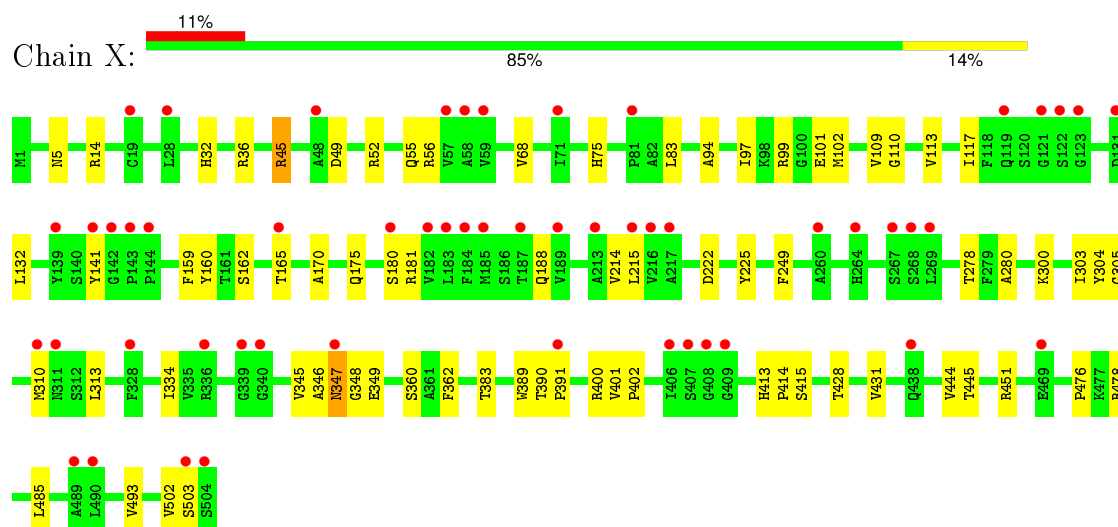 11%
Chain X:
85% 14%
M1 N5 R14 C19 L28 H32 R36 R45 A48 D49 R52 Q55 R56 V57 A58 V59 V68 I71 H75 P81 A82 L83 A94 I97 K98 R99 G100 E101 M102 V109 G110 V113 I117 F118 Q119 S120 G121 S122 G123 D131
L132 Y139 S140 Y141 G142 P143 P144 F159 Y160 T161 S162 T165 A170 Q175 S180 R181 V182 L183 F184 M185 S186 T187 Q188 V189 A213 V214 L215 V216 A217 D222 Y225 F249 A260 H264 S267 S268 L269 T278 F279 A280 K300 I303 Y304
M310 N311 S312 L313 F328 I334 V335 R336 G339 G340 V345 A346 N347 G348 E349 S360 A361 F362 T383 W389 T390 P391 R400 V401 P402 I406 S407 G408 G409 H413 P414 S415 T428 V431 Q438 V444 T445 R451 E469 P476 K477
L485 A489 L490 V493 V502 S503 S504